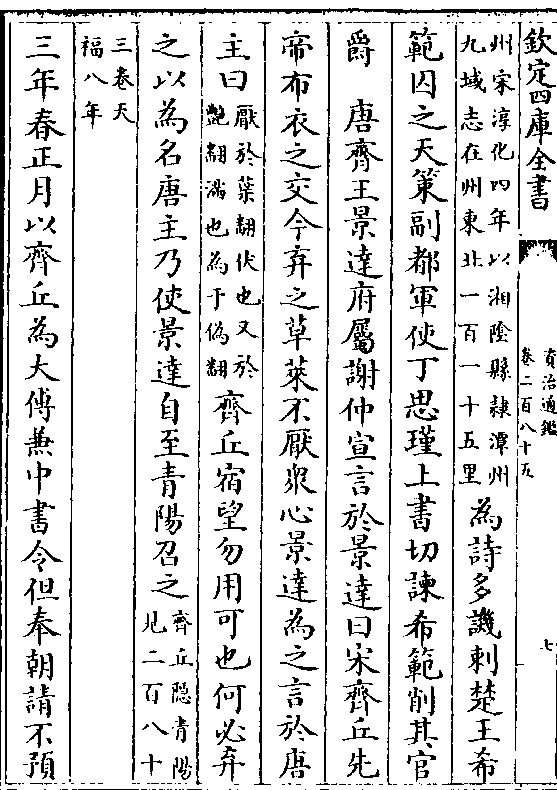 欽定四庫全書
資治通鑑
卷二百八十五
七
州宋淳化四年以湘隂縣隷潭州
九域志在州東北一百一十五里
為詩多譏刺楚王希
範囚之天策副都軍使丁思瑾上書切諫希範削其官
爵　唐齊王景達府屬謝仲宣言於景達曰宋齊丘先
帝布衣之交今弃之草萊不厭衆心景達為之言於唐
主曰
厭於葉翻伏也又於
艶翻滿也為于偽翻
齊丘宿望勿用可也何必弃
之以為名唐主乃使景達自至青陽召之
齊丘隠青陽
見二百八十
三卷天
福八年
三年春正月以齊丘為大傅兼中書令但奉朝請不預